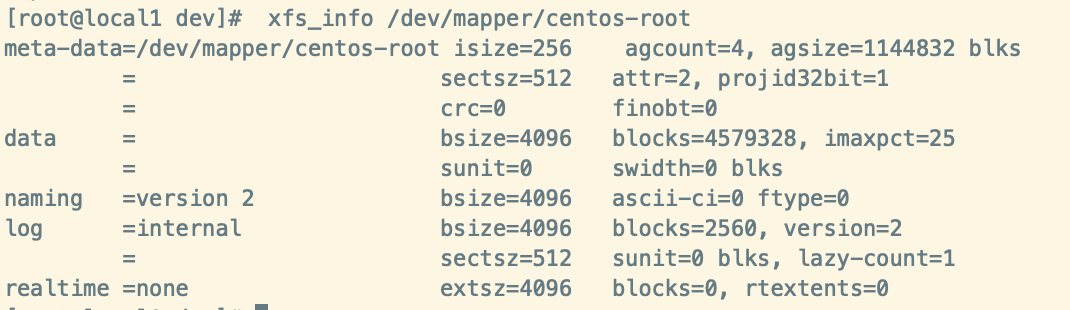 [root@local1 dev]#  xfs_info /dev/mapper/centos-root
meta-data=/dev/mapper/centos-root isize=256    agcount=4, agsize=1144832 blks
         =                       sectsz=512   attr=2, projid32bit=1
         =                       crc=0        finobt=0
data     =                       bsize=4096   blocks=4579328, imaxpct=25
         =                       sunit=0      swidth=0 blks
naming   =version 2              bsize=4096   ascii-ci=0 ftype=0
log      =internal               bsize=4096   blocks=2560, version=2
         =                       sectsz=512   sunit=0 blks, lazy-count=1
realtime =none                   extsz=4096   blocks=0, rtextents=0